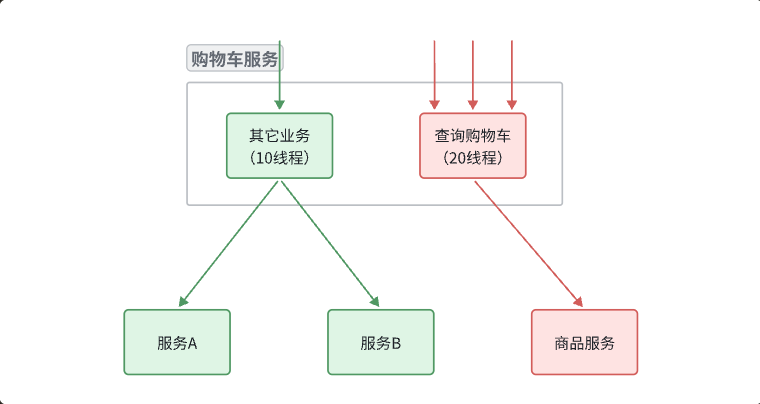 购物车服务
其它业务
（10线程）
查询购物车
（20线程）
服务A
服务B
商品服务